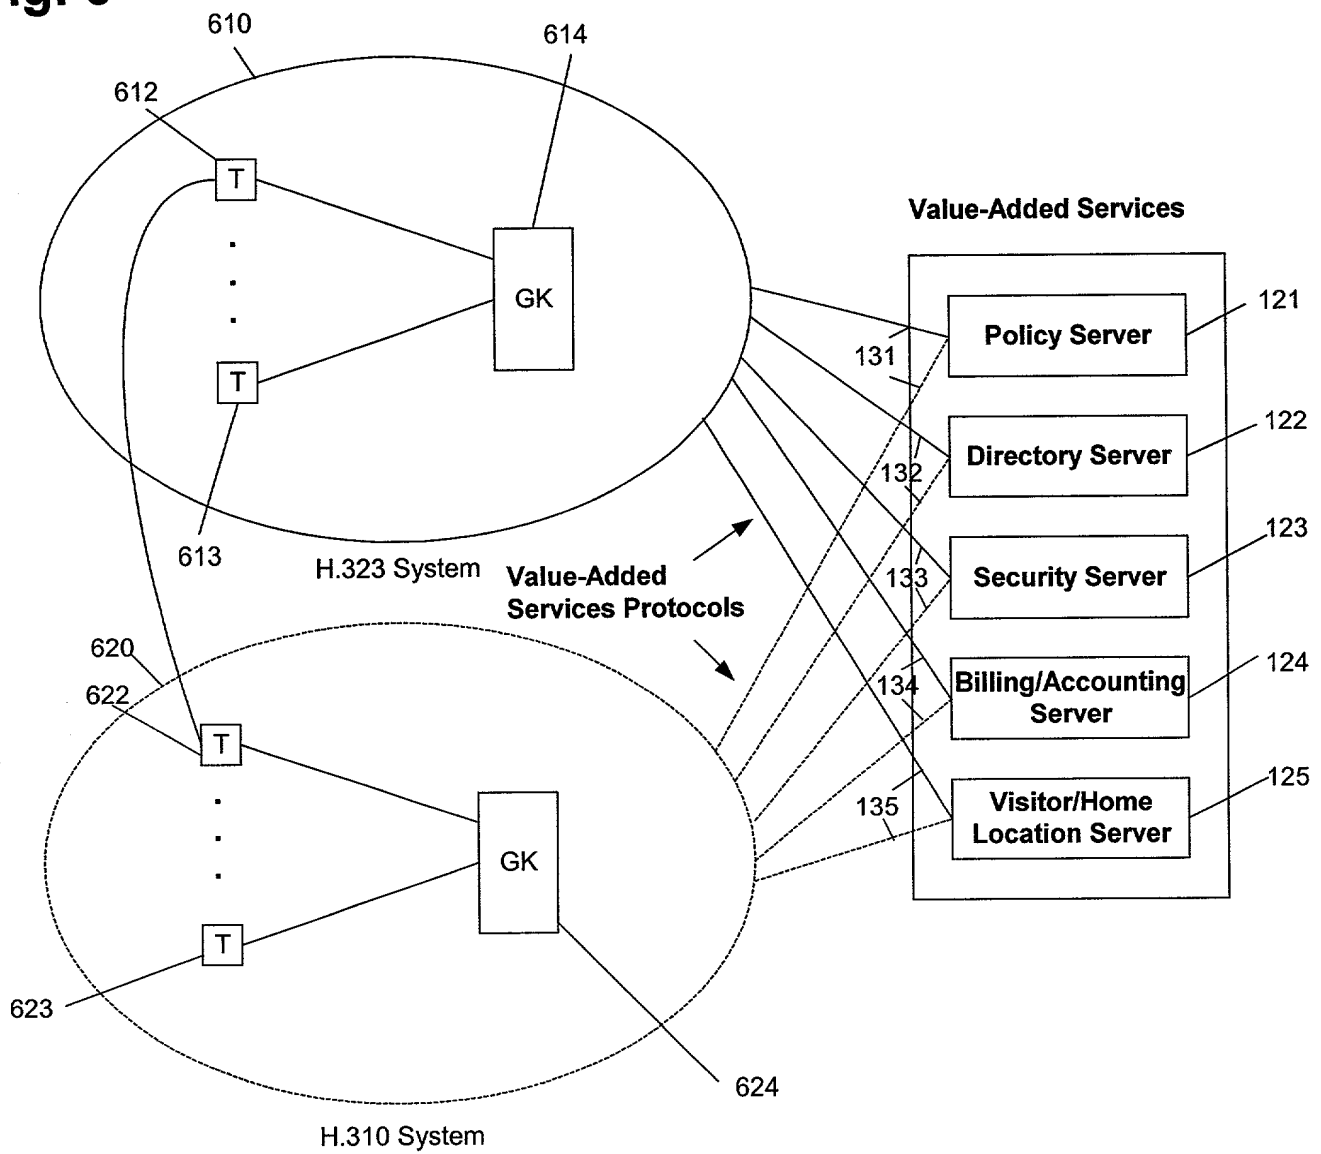 610
614
612
T
Value-Added Services
GK
121
Policy Server
131
T
122
Directory Server
132
613
H.323 System
123
Value-Added
Services Protocols
133
Security Server
620
124
622
134
Billing/Accounting
Server
T
125
135
Visitor/Home
Location Server
GK
T
623
624
H.310 System